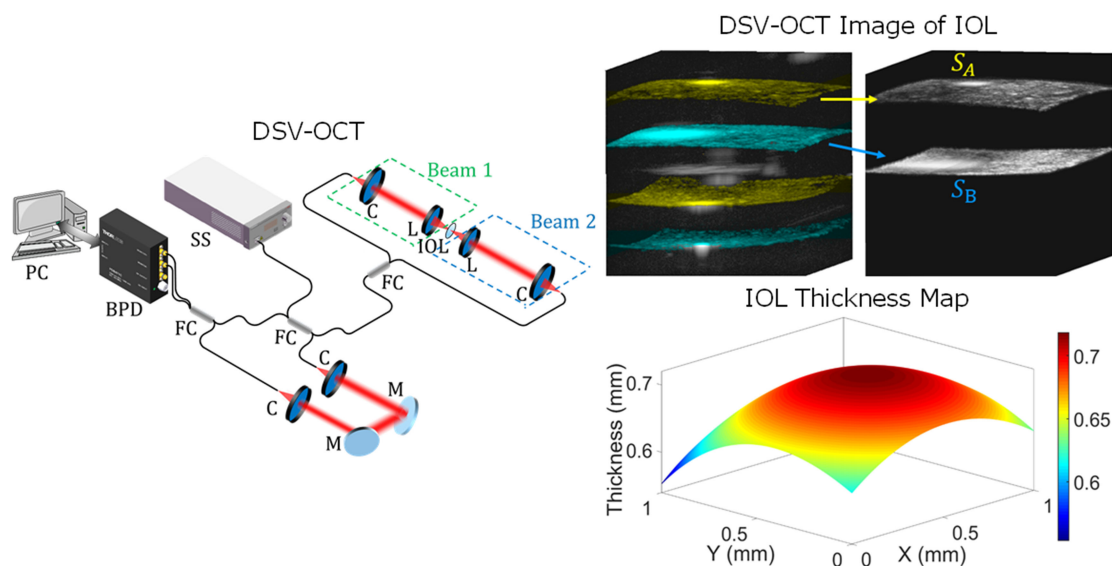 DSV-OCT
PC
BPD
SS
FC
FC
FC
Beam 1
Beam 2
C
L
IOL
L
C
C
C
M
M
DSV-OCT Image of IOL
S_A
S_B
IOL Thickness Map
Thickness (mm)
0.7
0.6
1
0.5
0
Y (mm)
0
0.5
1
X (mm)
0.7
0.65
0.6